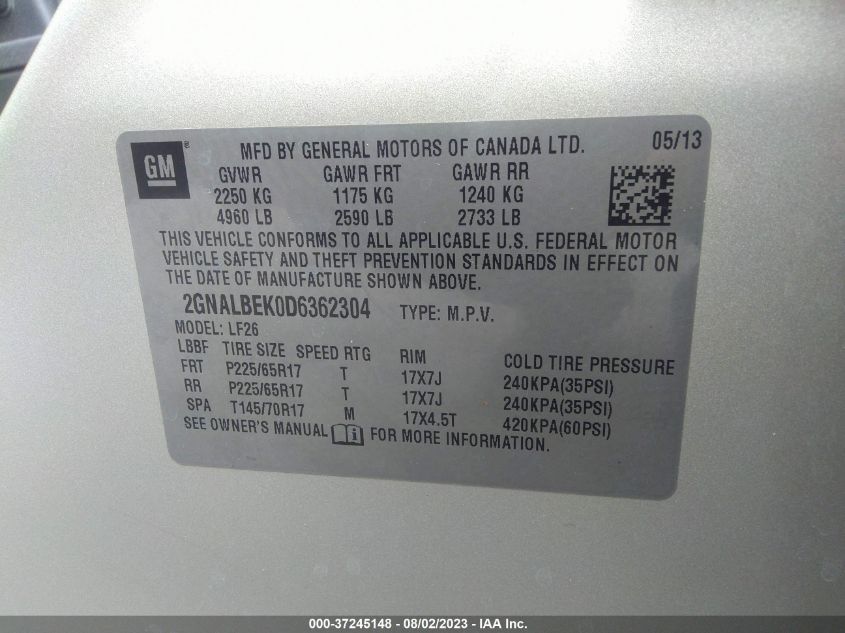 GM ®
MFD BY GENERAL MOTORS OF CANADA LTD. 05/13
GVWR GAWR FRT GAWR RR
2250 KG 1175 KG 1240 KG
4960 LB 2590 LB 2733 LB
THIS VEHICLE CONFORMS TO ALL APPLICABLE U.S. FEDERAL MOTOR
VEHICLE SAFETY AND THEFT PREVENTION STANDARDS IN EFFECT ON
THE DATE OF MANUFACTURE SHOWN ABOVE.
2GNALBEK0D6362304 TYPE: M.P.V.
MODEL: LF26
LBBF TIRE SIZE SPEED RTG RIM COLD TIRE PRESSURE
FRT P225/65R17 T 17X7J 240KPA(35PSI)
RR P225/65R17 T 17X7J 240KPA(35PSI)
SPA T145/70R17 M 17X4.5T 420KPA(60PSI)
SEE OWNER'S MANUAL i FOR MORE INFORMATION.
000-37245148 - 08/02/2023 - IAA Inc.